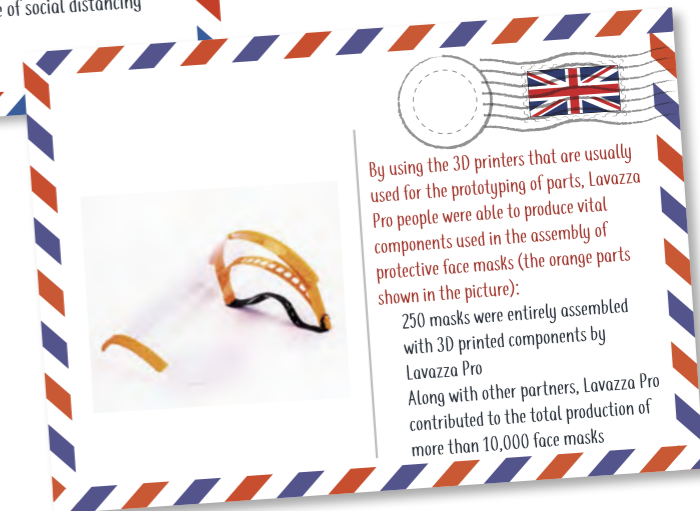 e of social distancing
By using the 3D printers that are usually
used for the prototyping of parts, Lavazza
Pro people were able to produce vital
components used in the assembly of
protective face masks (the orange parts
shown in the picture):
250 masks were entirely assembled
with 3D printed components by
Lavazza Pro
Along with other partners, Lavazza Pro
contributed to the total production of
more than 10,000 face masks